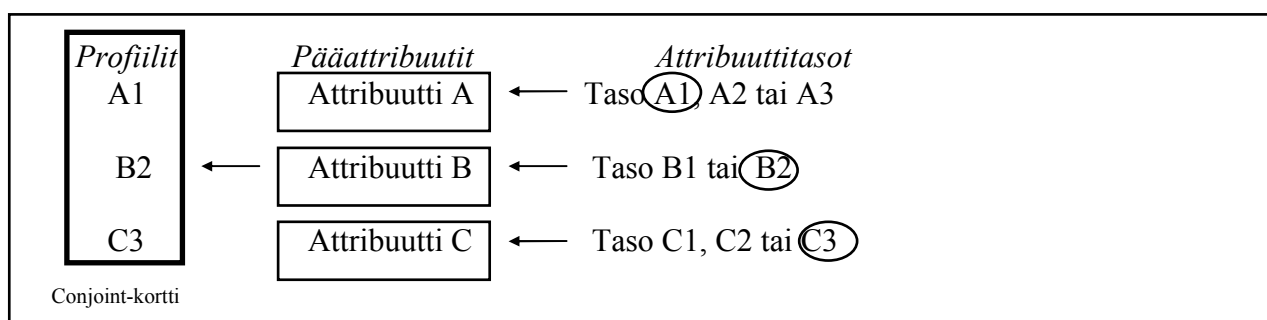 Profiilit Pääattribuutit Attribuuttitasot
A1 Attribuutti A Taso A1, A2 tai A3
B2 Attribuutti B Taso B1 tai B2
C3 Attribuutti C Taso C1, C2 tai C3
Conjoint-kortti